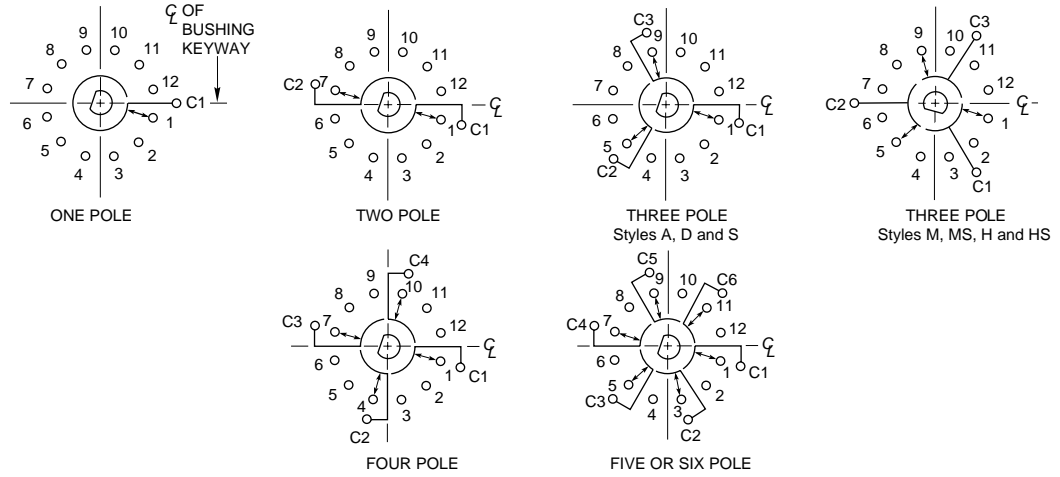 ℄ OF
BUSHING
KEYWAY
9 10
8 11
7 12
C1
6 1
5 2
4 3
ONE POLE
9 10
8 11
C2 7 12
℄
6 1 C1
5 2
4 3
TWO POLE
C3
9 10
8 11
7 12
℄
6 1 C1
5 2
C2 4 3
THREE POLE
Styles A, D and S
C3
9 10
8 11
7 12
C2 ℄
6 1
5 2
4 3
C1
THREE POLE
Styles M, MS, H and HS
C4
9 10
8 11
C3 7 12
℄
6 1 C1
5 2
4 3
C2
FOUR POLE
C5 C6
9 10
8 11
C4 7 12
℄
6 1 C1
5 2
C3 4 3
C2
FIVE OR SIX POLE